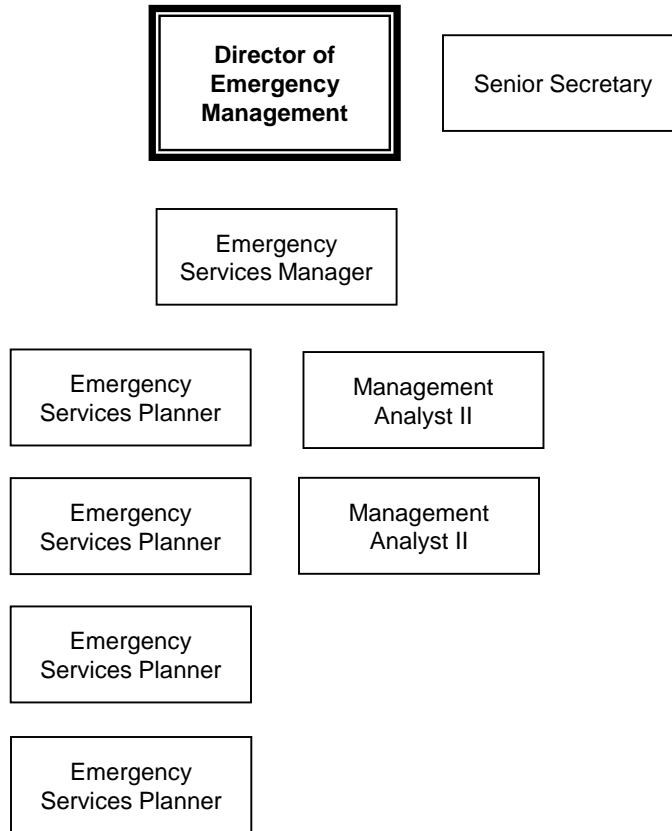 Director of
Emergency
Management
Senior Secretary
Emergency
Services Manager
Emergency
Services Planner
Management
Analyst II
Emergency
Services Planner
Management
Analyst II
Emergency
Services Planner
Emergency
Services Planner